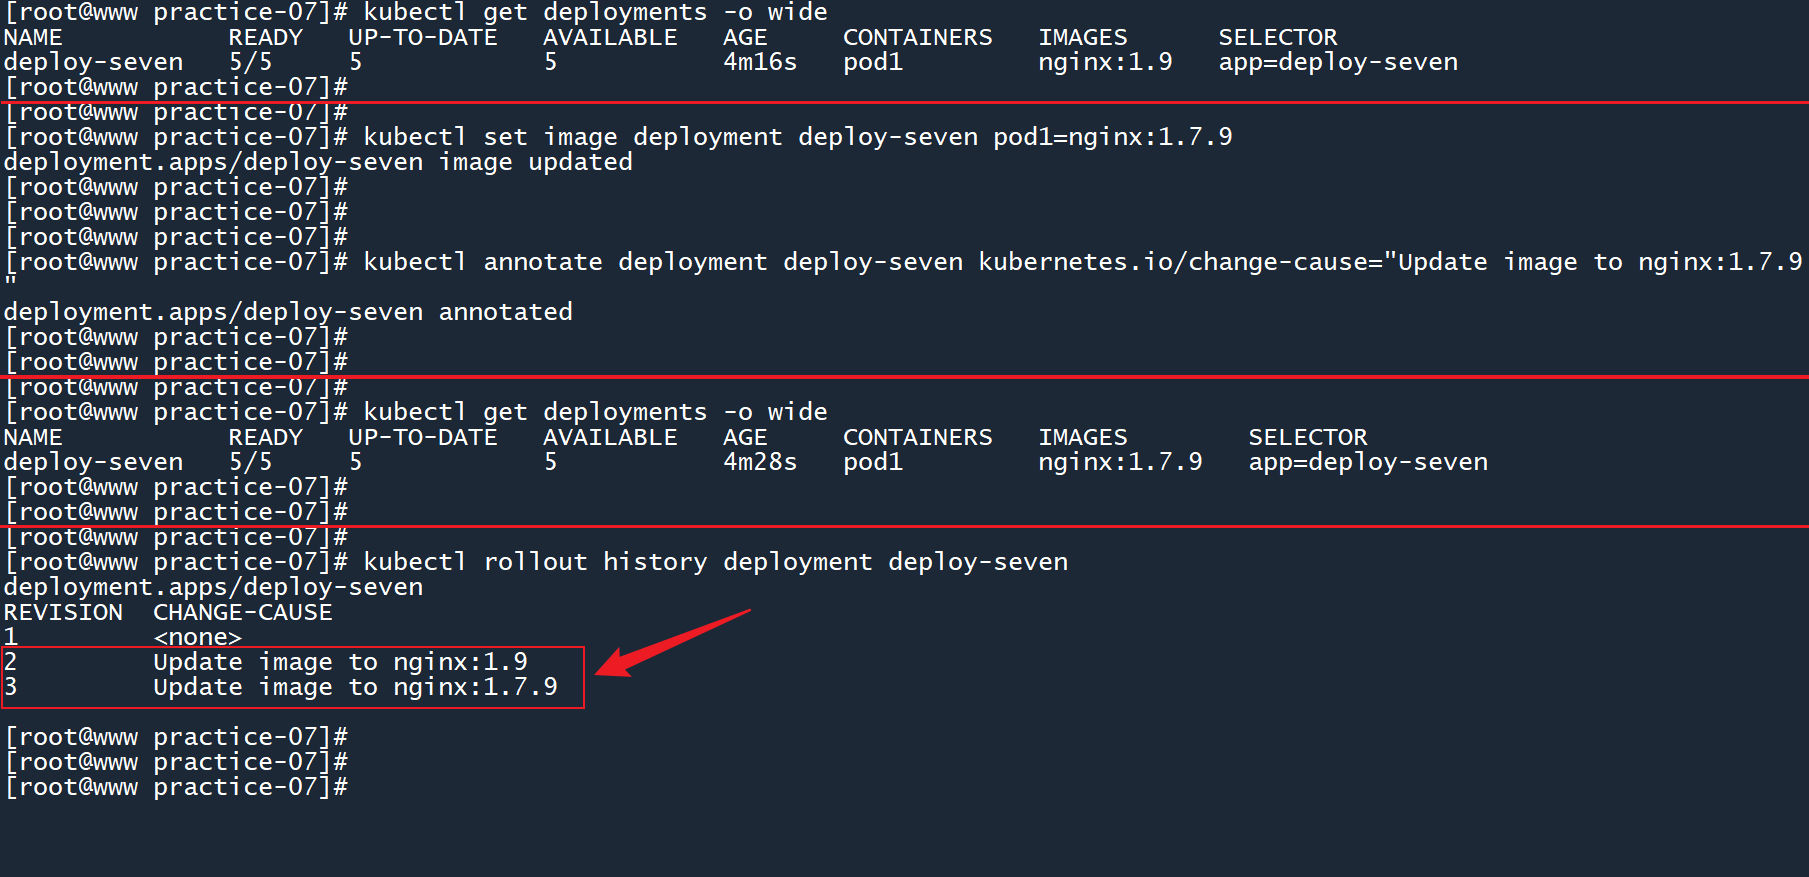 [root@www practice-07]# kubectl get deployments -o wide
NAME           READY   UP-TO-DATE   AVAILABLE   AGE     CONTAINERS   IMAGES      SELECTOR
deploy-seven   5/5     5            5           4m16s   pod1         nginx:1.9   app=deploy-seven
[root@www practice-07]#
[root@www practice-07]#
[root@www practice-07]# kubectl set image deployment deploy-seven pod1=nginx:1.7.9
deployment.apps/deploy-seven image updated
[root@www practice-07]#
[root@www practice-07]#
[root@www practice-07]#
[root@www practice-07]# kubectl annotate deployment deploy-seven kubernetes.io/change-cause="Update image to nginx:1.7.9
"
deployment.apps/deploy-seven annotated
[root@www practice-07]#
[root@www practice-07]#
[root@www practice-07]#
[root@www practice-07]# kubectl get deployments -o wide
NAME           READY   UP-TO-DATE   AVAILABLE   AGE     CONTAINERS   IMAGES        SELECTOR
deploy-seven   5/5     5            5           4m28s   pod1         nginx:1.7.9   app=deploy-seven
[root@www practice-07]#
[root@www practice-07]#
[root@www practice-07]#
[root@www practice-07]# kubectl rollout history deployment deploy-seven
deployment.apps/deploy-seven
REVISION  CHANGE-CAUSE
1         <none>
2         Update image to nginx:1.9
3         Update image to nginx:1.7.9
[root@www practice-07]#
[root@www practice-07]#
[root@www practice-07]#